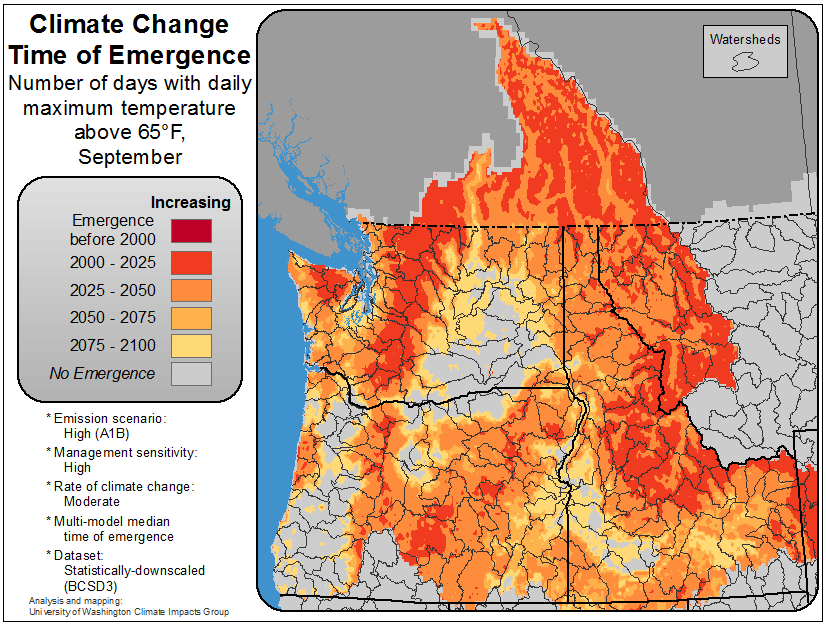 Climate Change
Time of Emergence
Number of days with daily
maximum temperature
above 65°F,
September
Increasing
Emergence
before 2000
2000 - 2025
2025 - 2050
2050 - 2075
2075 - 2100
No Emergence
* Emission scenario:
High (A1B)
* Management sensitivity:
High
* Rate of climate change:
Moderate
* Multi-model median
time of emergence
* Dataset:
Statistically-downscaled
(BCSD3)
Analysis and mapping:
University of Washington Climate Impacts Group
Watersheds